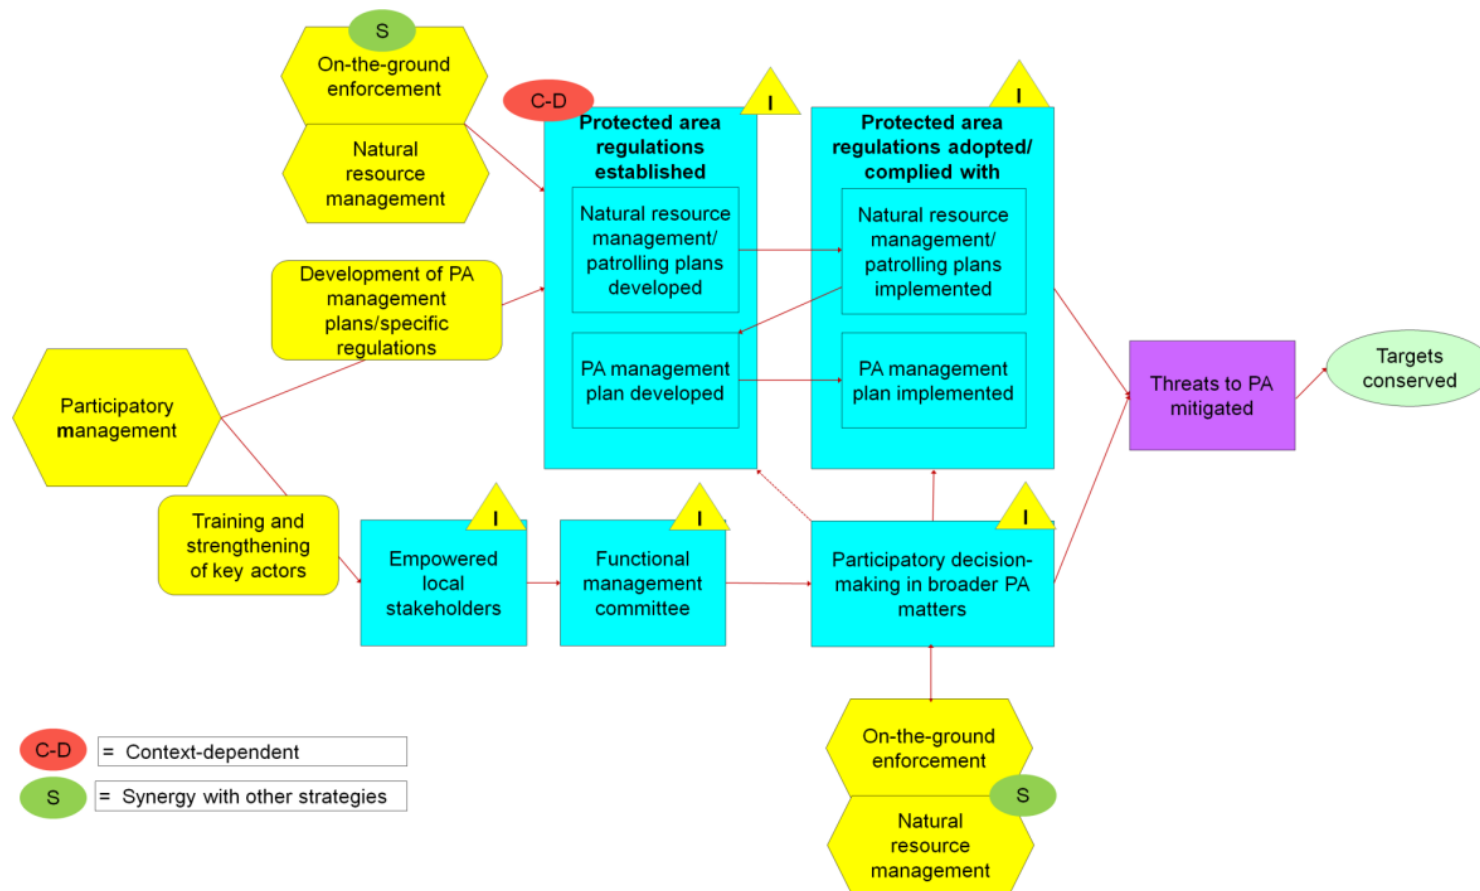 S
On-the-ground
enforcement
Natural
resource
management
C-D
I
Protected area
regulations
established
I
Protected area
regulations adopted/
complied with
Natural resource
management/
patrolling plans
developed
Natural resource
management/
patrolling plans
implemented
Development of PA
management
plans/specific
regulations
PA management
plan developed
PA management
plan implemented
Threats to PA
mitigated
Targets
conserved
Participatory
management
Training and
strengthening
of key actors
I
Empowered
local
stakeholders
I
Functional
management
committee
I
Participatory decision-
making in broader PA
matters
On-the-ground
enforcement
S
Natural
resource
management
C-D
= Context-dependent
S
= Synergy with other strategies